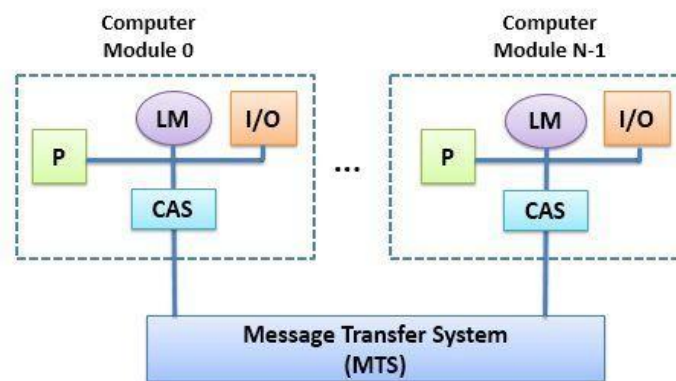 Computer
Module 0
Computer
Module N-1
LM
I/O
P
CAS
...
LM
I/O
P
CAS
Message Transfer System
(MTS)